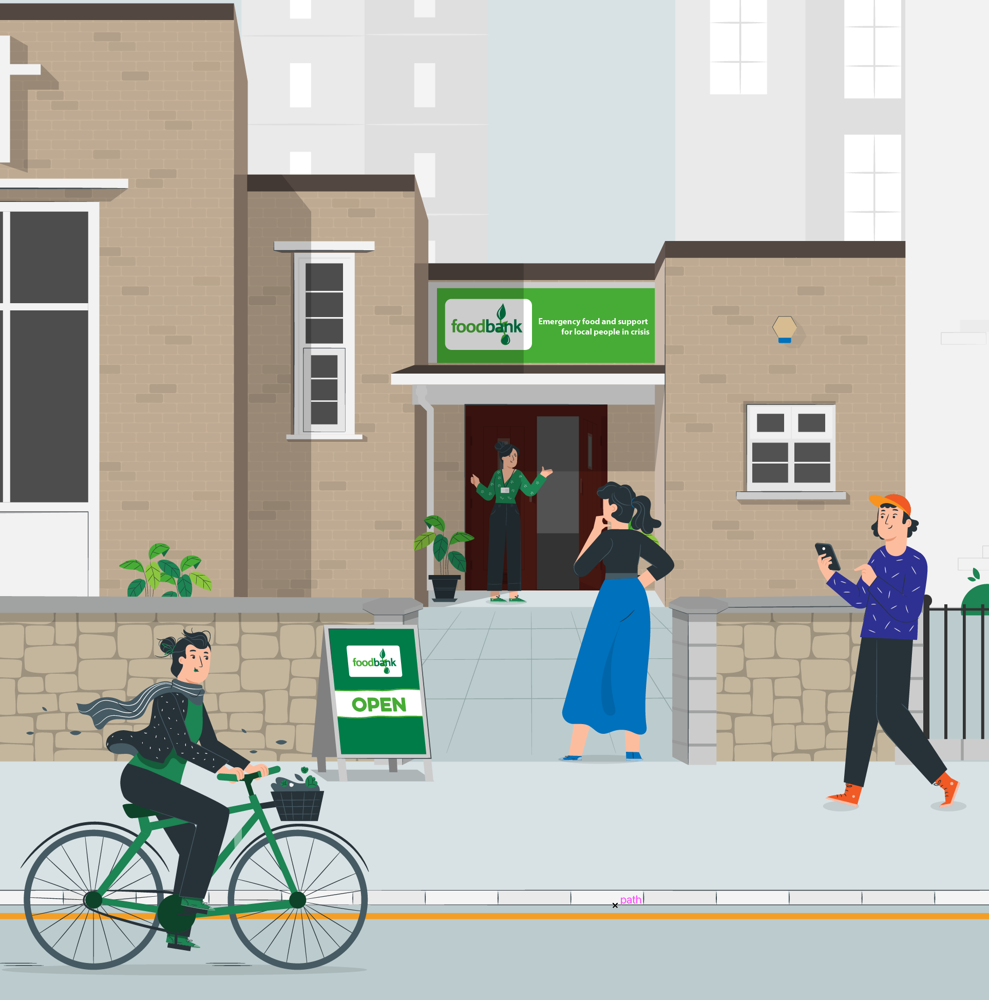 foodbank
Emergency food and support
for local people in crisis
foodbank
OPEN
path